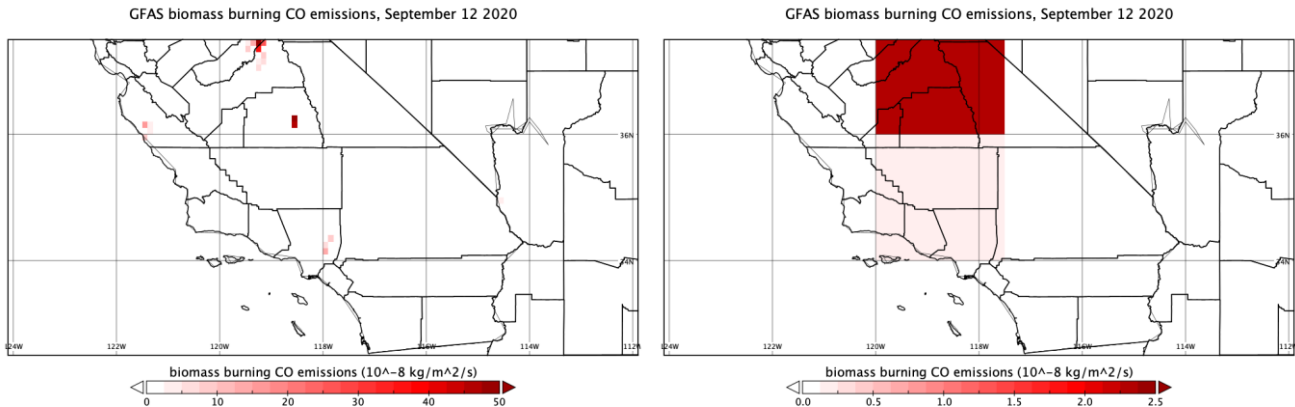 GFAS biomass burning CO emissions, September 12 2020
36N
34N
124W 122W 120W 118W 116W 114W 112W
biomass burning CO emissions (10^-8 kg/m^2/s)
0 10 20 30 40 50
GFAS biomass burning CO emissions, September 12 2020
36N
34N
124W 122W 120W 118W 116W 114W 112W
biomass burning CO emissions (10^-8 kg/m^2/s)
0.0 0.5 1.0 1.5 2.0 2.5